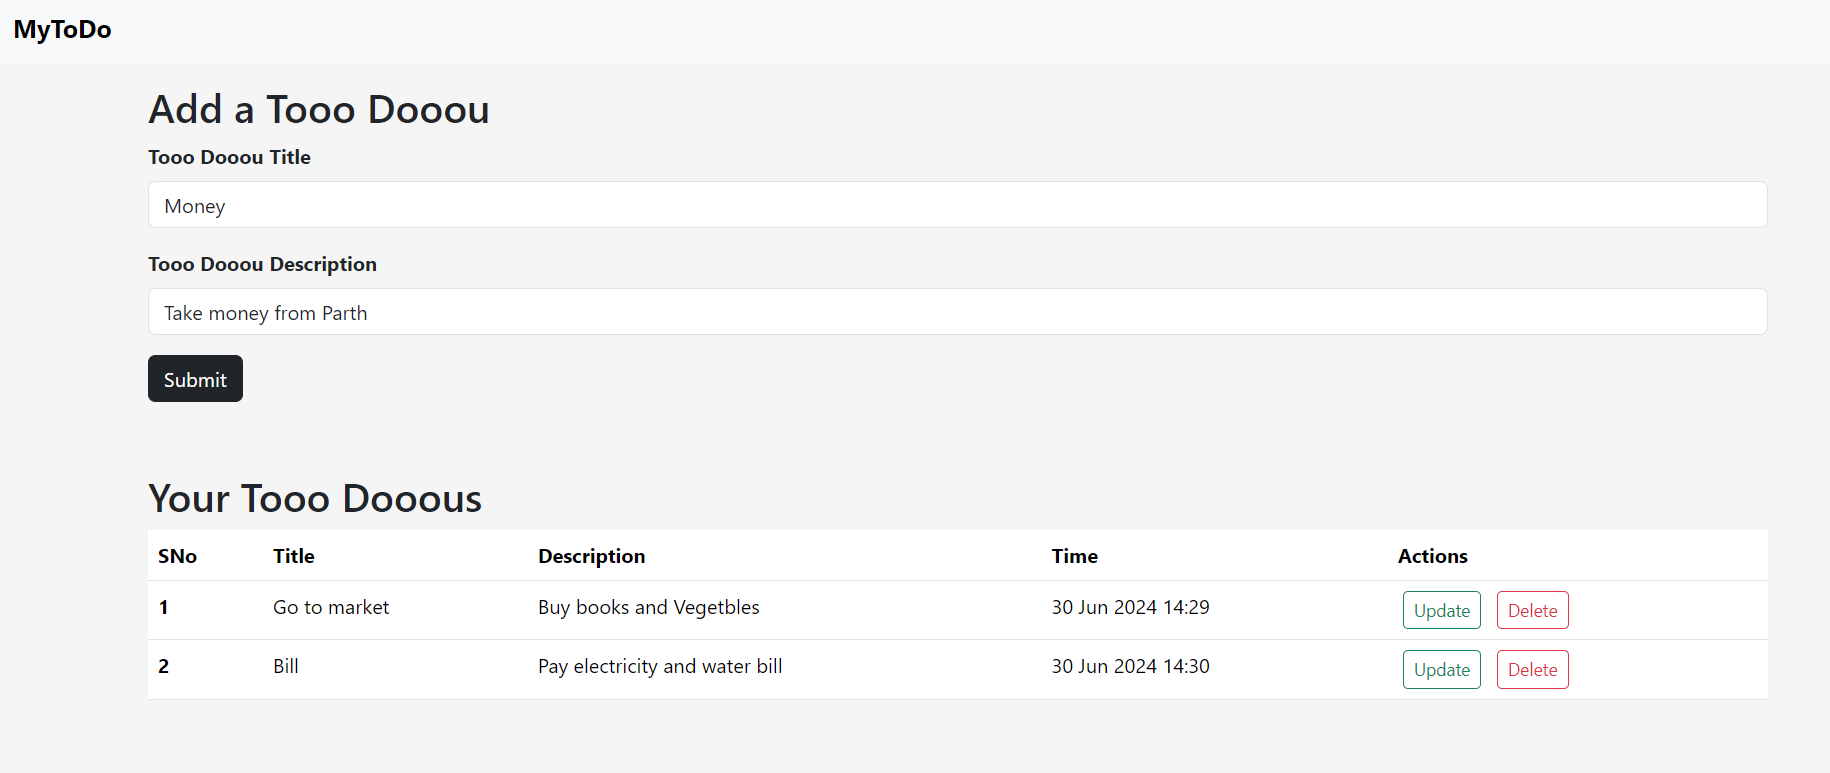 MyToDo
Add a Tooo Dooou
Tooo Dooou Title
Money
Tooo Dooou Description
Take money from Parth
Submit
Your Tooo Dooous
SNo Title Description Time Actions
1 Go to market Buy books and Vegetbles 30 Jun 2024 14:29 Update Delete
2 Bill Pay electricity and water bill 30 Jun 2024 14:30 Update Delete